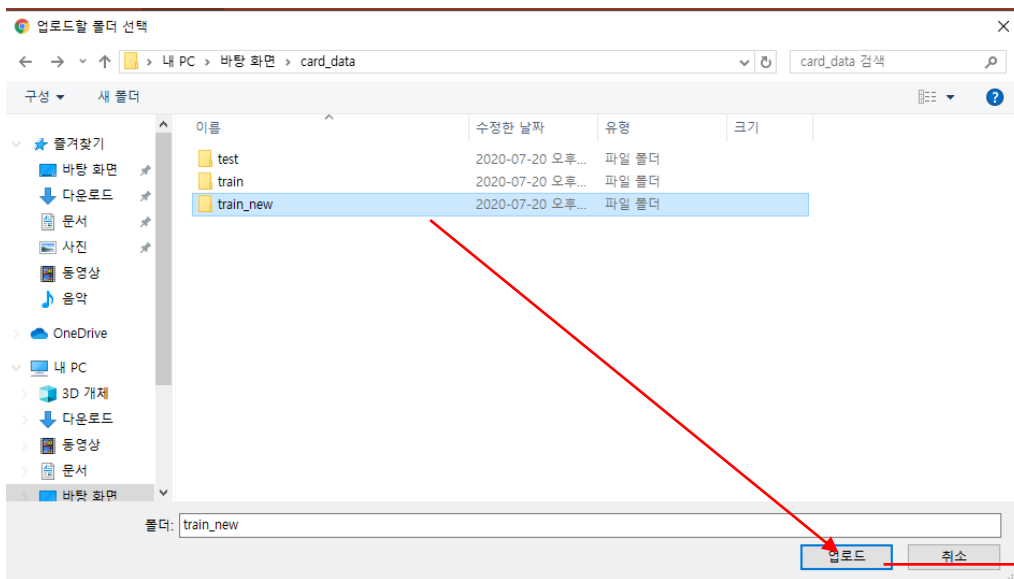 업로드할 폴더 선택
내 PC › 바탕 화면 › card_data
card_data 검색
구성
새 폴더
이름 수정한 날짜 유형 크기
즐겨찾기
바탕 화면
다운로드
문서
사진
동영상
음악
OneDrive
내 PC
3D 개체
다운로드
동영상
문서
바탕 화면
test 2020-07-20 오후... 파일 폴더
train 2020-07-20 오후... 파일 폴더
train_new 2020-07-20 오후... 파일 폴더
폴더: train_new
업로드 취소